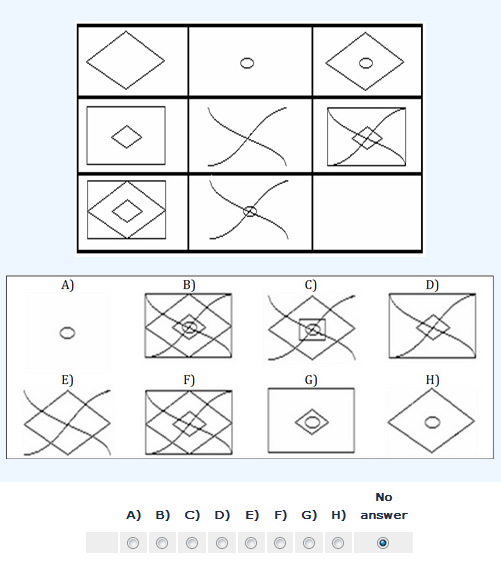 A) B) C) D)
E) F) G) H)
No
A) B) C) D) E) F) G) H) answer